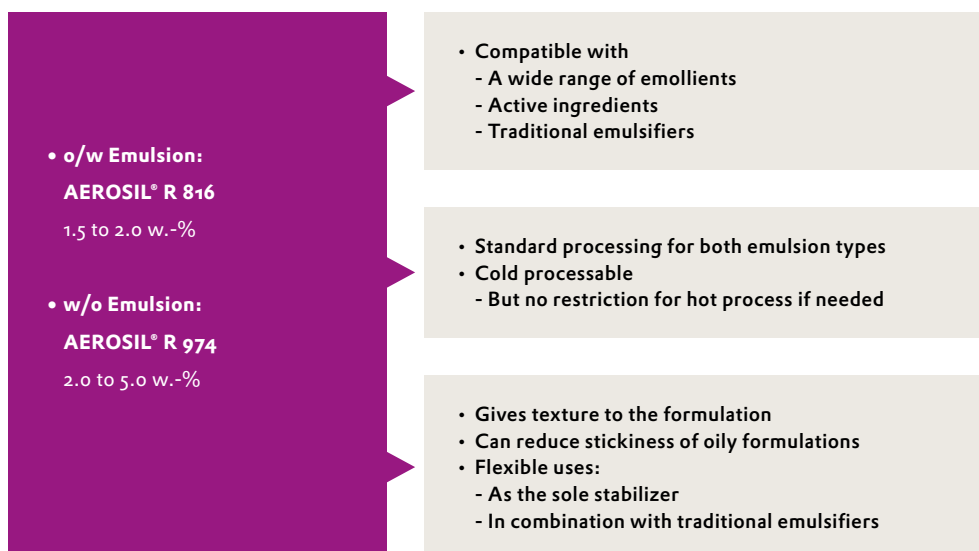 • o/w Emulsion:
AEROSIL® R 816
1.5 to 2.0 w.-%
• w/o Emulsion:
AEROSIL® R 974
2.0 to 5.0 w.-%
• Compatible with
- A wide range of emollients
- Active ingredients
- Traditional emulsifiers
• Standard processing for both emulsion types
• Cold processable
- But no restriction for hot process if needed
• Gives texture to the formulation
• Can reduce stickiness of oily formulations
• Flexible uses:
- As the sole stabilizer
- In combination with traditional emulsifiers